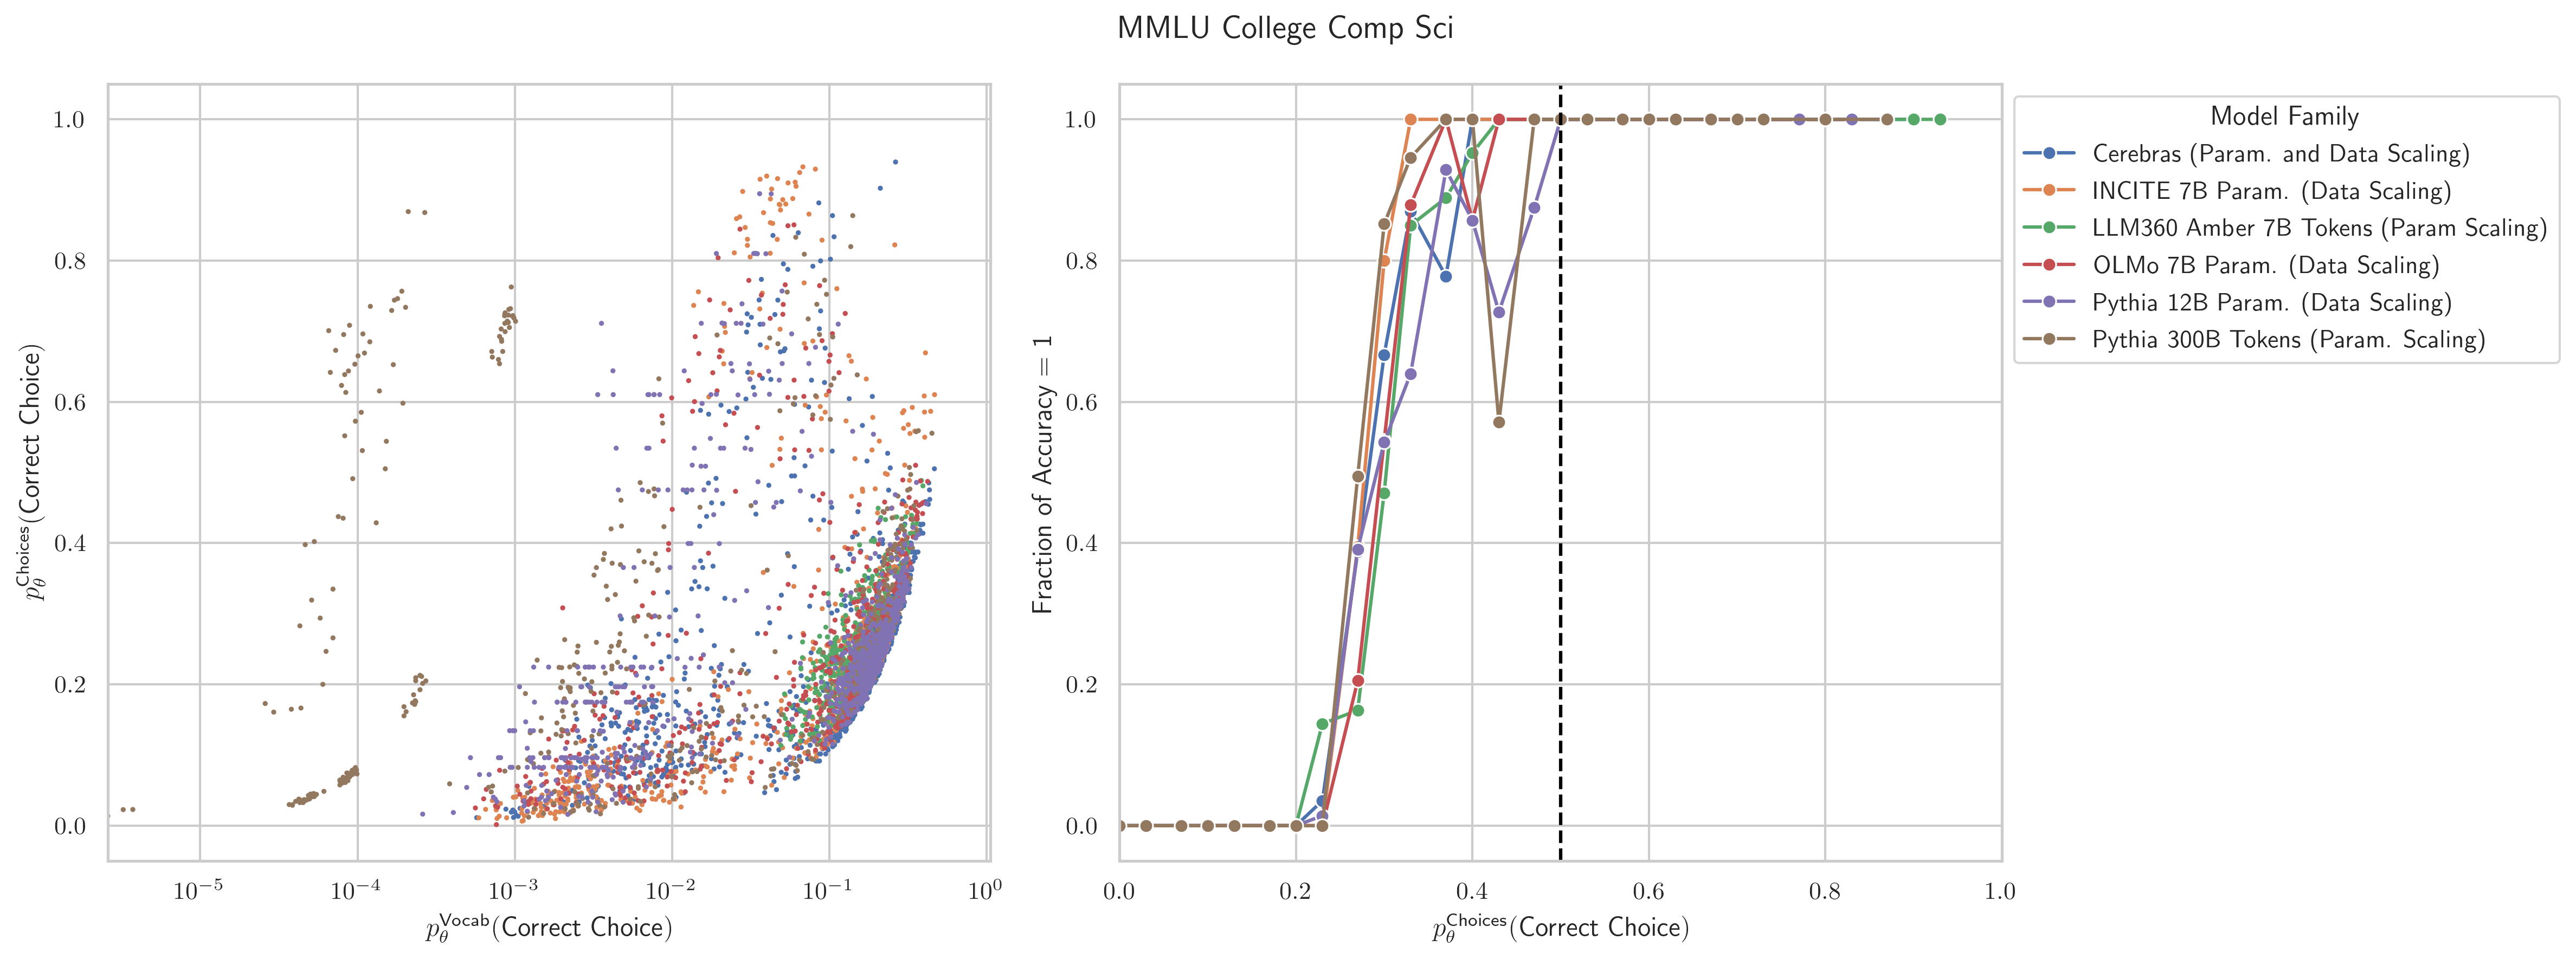 MMLU College Comp Sci
1.0
0.8
0.6
0.4
0.2
0.0
p_θ^Choices(Correct Choice)
10^−5
10^−4
10^−3
10^−2
10^−1
10^0
p_θ^Vocab(Correct Choice)
1.0
0.8
0.6
0.4
0.2
0.0
Fraction of Accuracy = 1
0.0
0.2
0.4
0.6
0.8
1.0
p_θ^Choices(Correct Choice)
Model Family
Cerebras (Param. and Data Scaling)
INCITE 7B Param. (Data Scaling)
LLM360 Amber 7B Tokens (Param Scaling)
OLMo 7B Param. (Data Scaling)
Pythia 12B Param. (Data Scaling)
Pythia 300B Tokens (Param. Scaling)